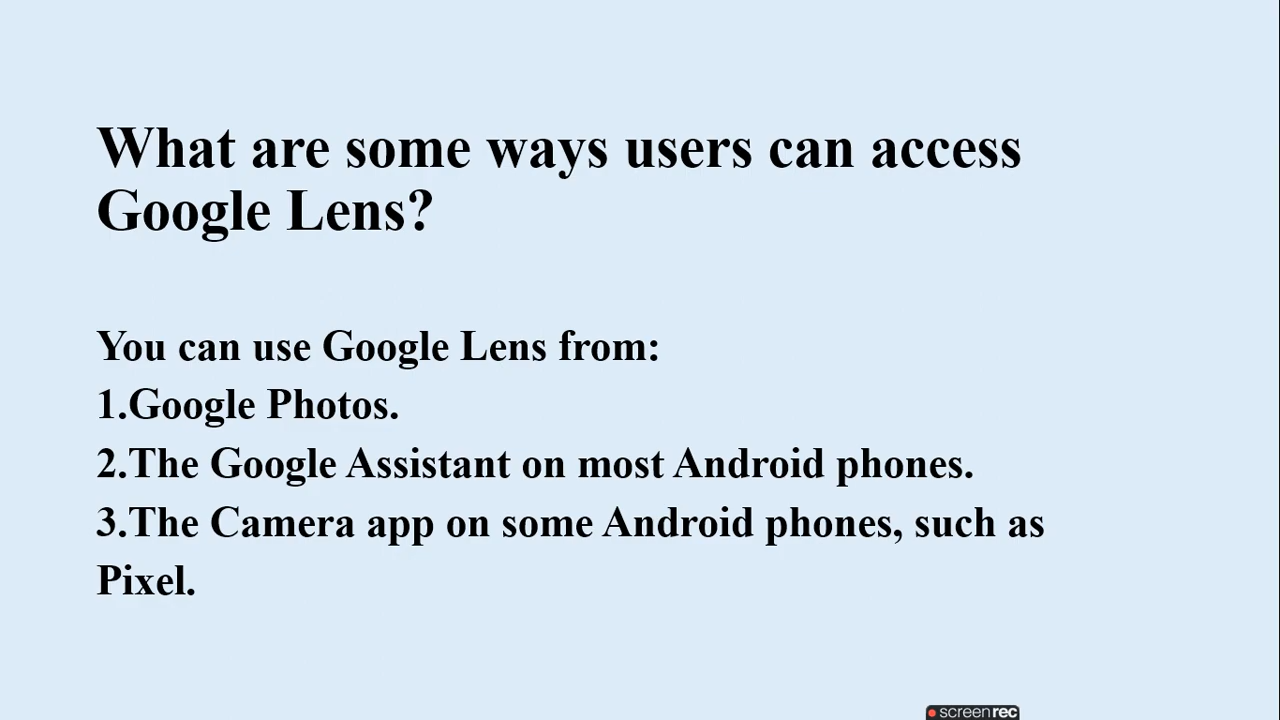 What are some ways users can access
Google Lens?
You can use Google Lens from:
1.Google Photos.
2.The Google Assistant on most Android phones.
3.The Camera app on some Android phones, such as
Pixel.
screenrec